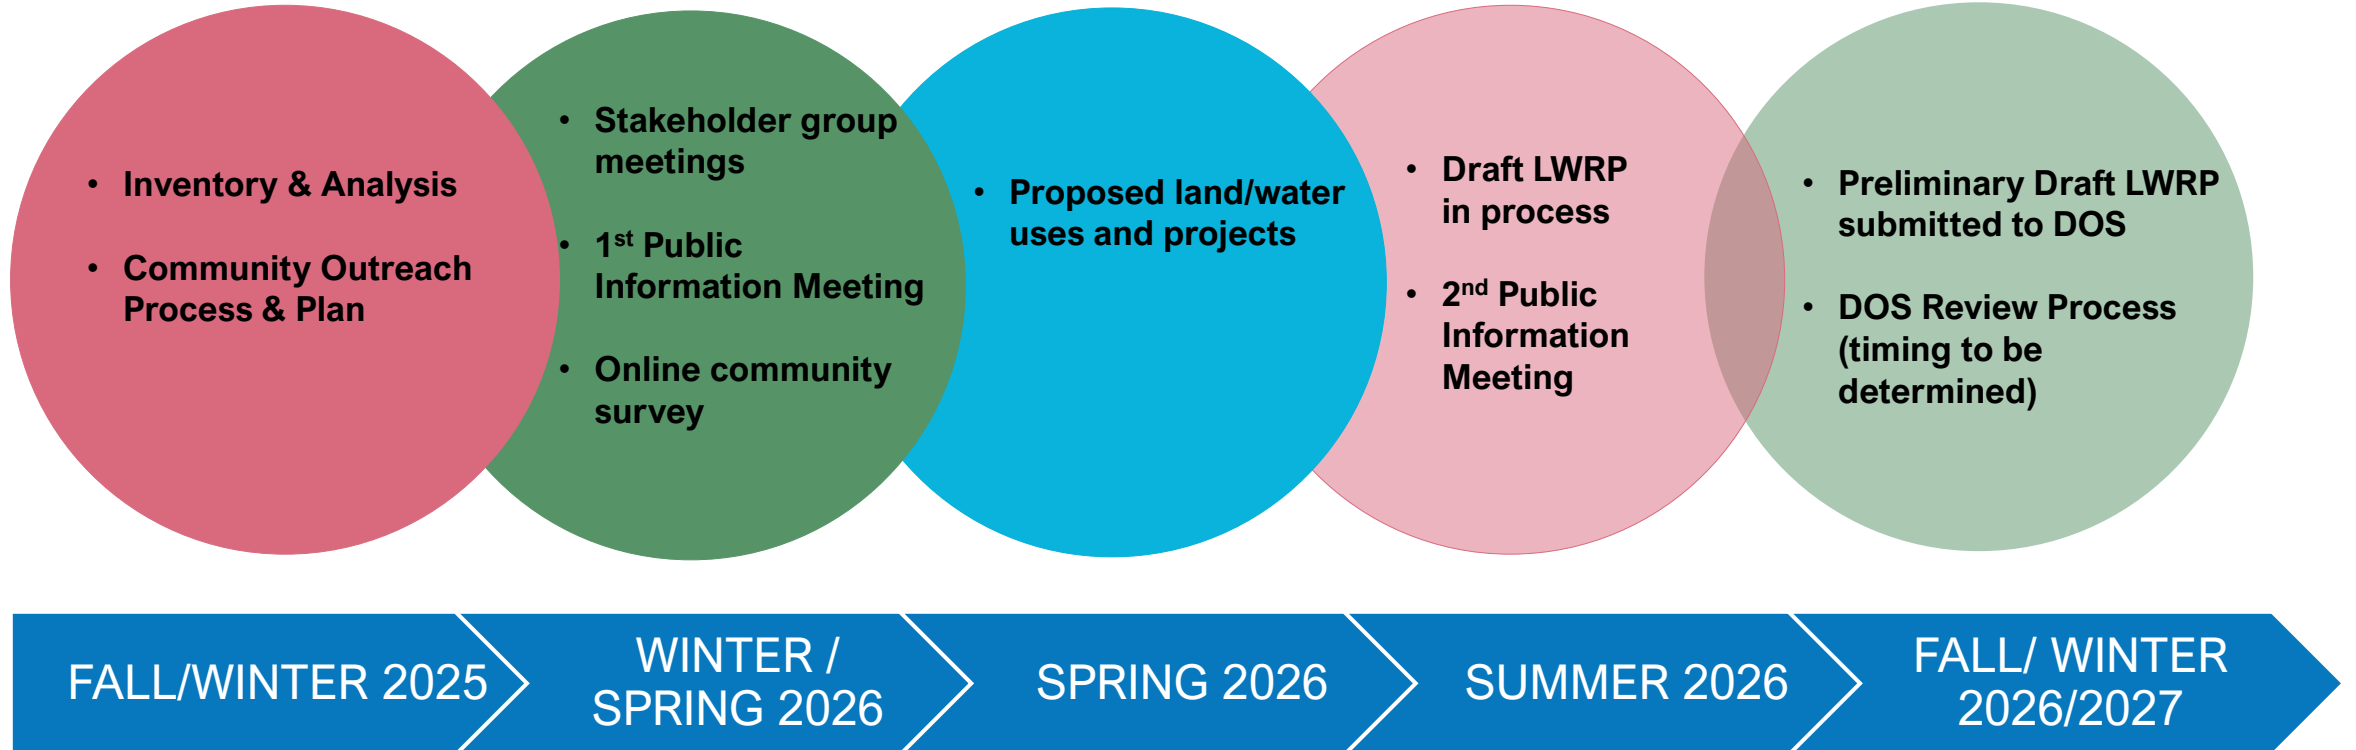 • Inventory & Analysis
• Community Outreach
Process & Plan
• Stakeholder group
meetings
• 1st Public
Information Meeting
• Online community
survey
• Proposed land/water
uses and projects
• Draft LWRP
in process
• 2nd Public
Information
Meeting
• Preliminary Draft LWRP
submitted to DOS
• DOS Review Process
(timing to be
determined)
FALL/WINTER 2025
WINTER /
SPRING 2026
SPRING 2026
SUMMER 2026
FALL/ WINTER
2026/2027